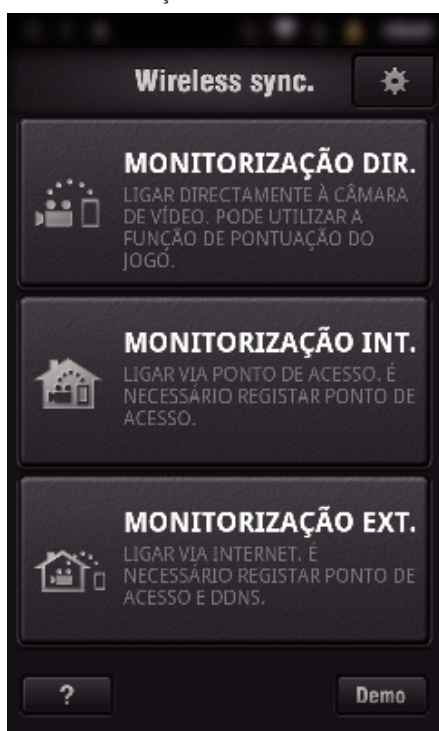 Wireless sync.
MONITORIZAÇÃO DIR.
LIGAR DIRECTAMENTE À CÂMARA
DE VÍDEO. PODE UTILIZAR A
FUNÇÃO DE PONTUAÇÃO DO
JOGO.
MONITORIZAÇÃO INT.
LIGAR VIA PONTO DE ACESSO. É
NECESSÁRIO REGISTAR PONTO DE
ACESSO.
MONITORIZAÇÃO EXT.
LIGAR VIA INTERNET. É
NECESSÁRIO REGISTAR PONTO DE
ACESSO E DDNS.
?
Demo